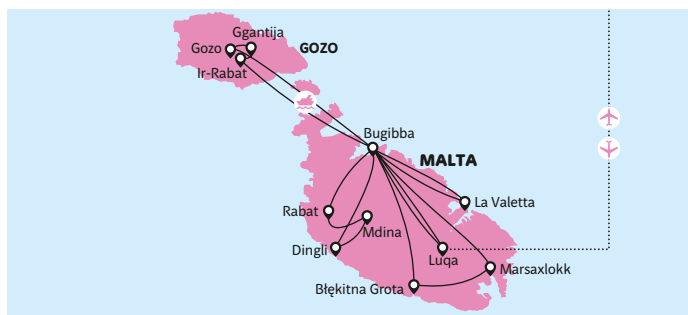 Ggantija
Gozo
GOZO
Ir-Rabat
Bugibba
MALTA
La Valetta
Rabat
Mdina
Dingli
Luqa
Marsaxlokk
Błękitna Grota